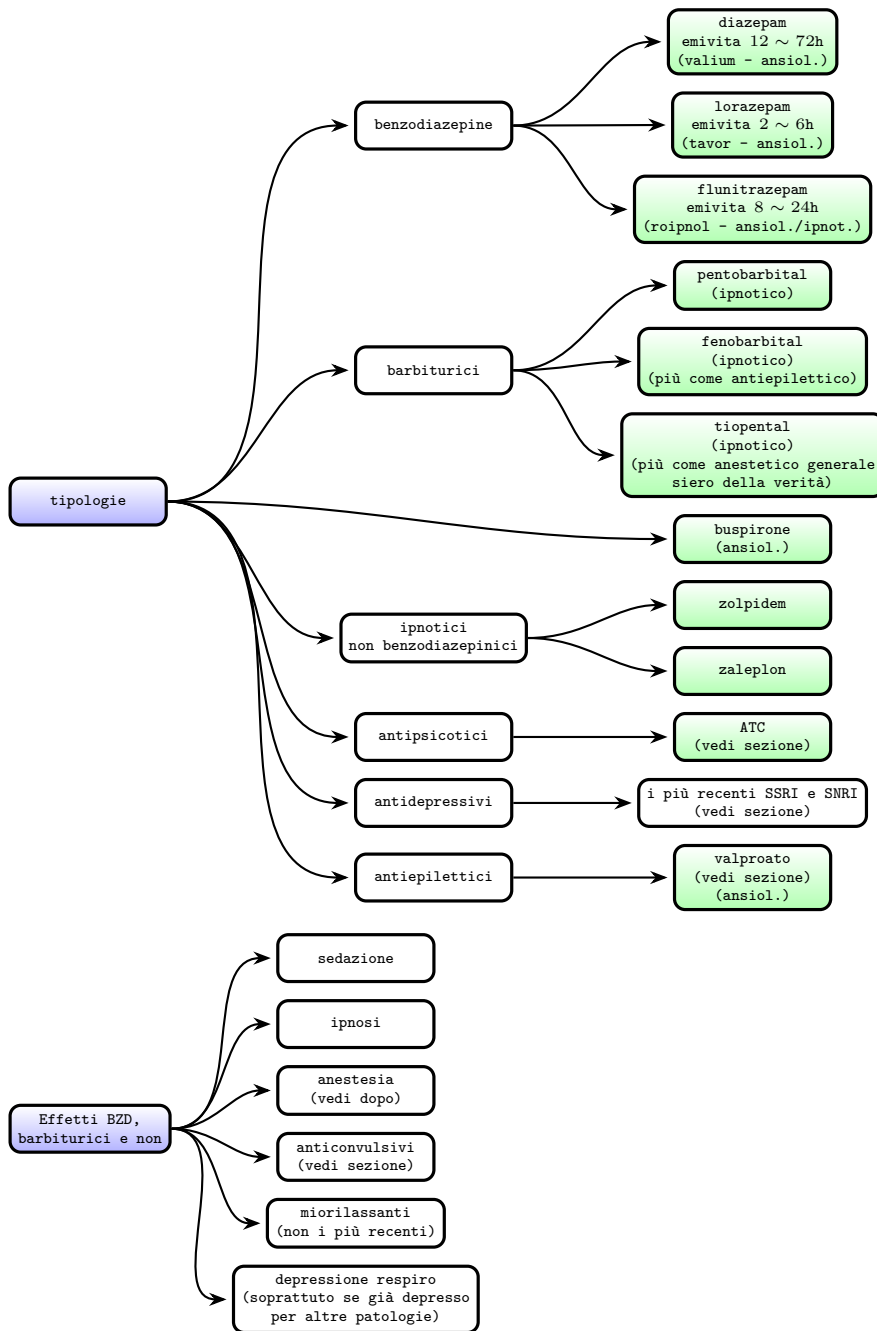 diazepam
emivita 12 ∼ 72h
(valium - ansiol.)
benzodiazepine
lorazepam
emivita 2 ∼ 6h
(tavor - ansiol.)
flunitrazepam
emivita 8 ∼ 24h
(roipnol - ansiol./ipnot.)
pentobarbital
(ipnotico)
barbiturici
fenobarbital
(ipnotico)
(più come antiepilettico)
tiopental
(ipnotico)
(più come anestetico generale
siero della verità)
tipologie
buspirone
(ansiol.)
ipnotici
non benzodiazepinici
zolpidem
zaleplon
antipsicotici
ATC
(vedi sezione)
antidepressivi
i più recenti SSRI e SNRI
(vedi sezione)
antiepilettici
valproato
(vedi sezione)
(ansiol.)
Effetti BZD,
barbiturici e non
sedazione
ipnosi
anestesia
(vedi dopo)
anticonvulsivi
(vedi sezione)
miorilassanti
(non i più recenti)
depressione respiro
(soprattuto se già depresso
per altre patologie)